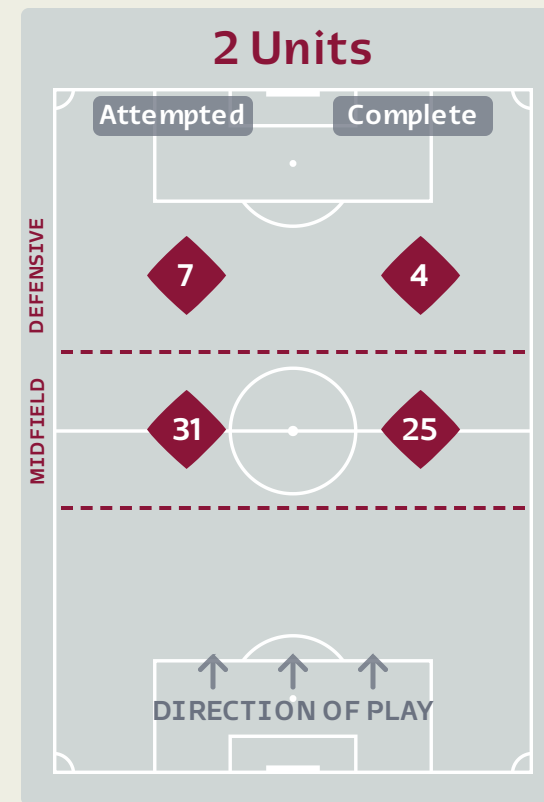 2 Units
Attempted Complete
DEFENSIVE
7 4
MIDFIELD
31 25
DIRECTION OF PLAY